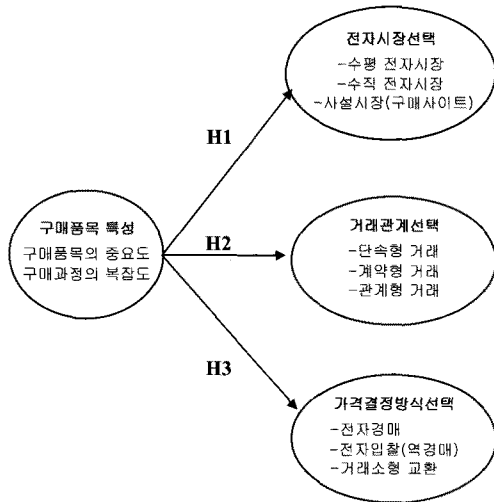 전자시장선택
-수평 전자시장
-수직 전자시장
-사설시장(구매사이트)
H1
구매품목 특성
구매품목의 중요도
구매과정의 복잡도
H2
거래관계선택
-단속형 거래
-계약형 거래
-관계형 거래
H3
가격결정방식선택
-전자경매
-전자입찰(역경매)
-거래소형 교환